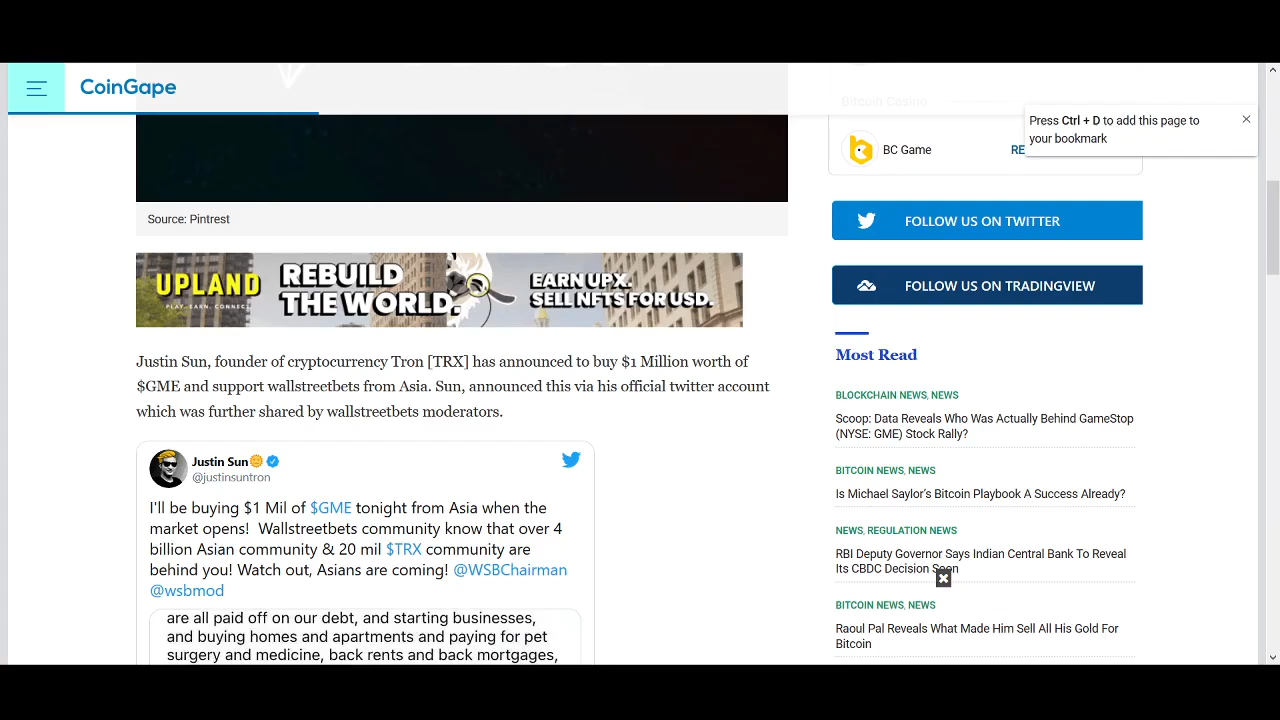 CoinGape
Bitcoin Casino
Press Ctrl + D to add this page to
your bookmark
BC Game
RE
Source: Pintrest
FOLLOW US ON TWITTER
UPLAND
PLAY. EARN. CONNECT.
REBUILD
THE WORLD.
EARN UPX.
SELL NFTS FOR USD.
FOLLOW US ON TRADINGVIEW
Justin Sun, founder of cryptocurrency Tron [TRX] has announced to buy $1 Million worth of
$GME and support wallstreetbets from Asia. Sun, announced this via his official twitter account
which was further shared by wallstreetbets moderators.
Justin Sun
@justinsuntron
I'll be buying $1 Mil of $GME tonight from Asia when the
market opens! Wallstreetbets community know that over 4
billion Asian community & 20 mil $TRX community are
behind you! Watch out, Asians are coming! @WSBChairman
@wsbmod
are all paid off on our debt, and starting businesses,
and buying homes and apartments and paying for pet
surgery and medicine, back rents and back mortgages,
Most Read
BLOCKCHAIN NEWS, NEWS
Scoop: Data Reveals Who Was Actually Behind GameStop
(NYSE: GME) Stock Rally?
BITCOIN NEWS, NEWS
Is Michael Saylor's Bitcoin Playbook A Success Already?
NEWS, REGULATION NEWS
RBI Deputy Governor Says Indian Central Bank To Reveal
Its CBDC Decision Soon
BITCOIN NEWS, NEWS
Raoul Pal Reveals What Made Him Sell All His Gold For
Bitcoin